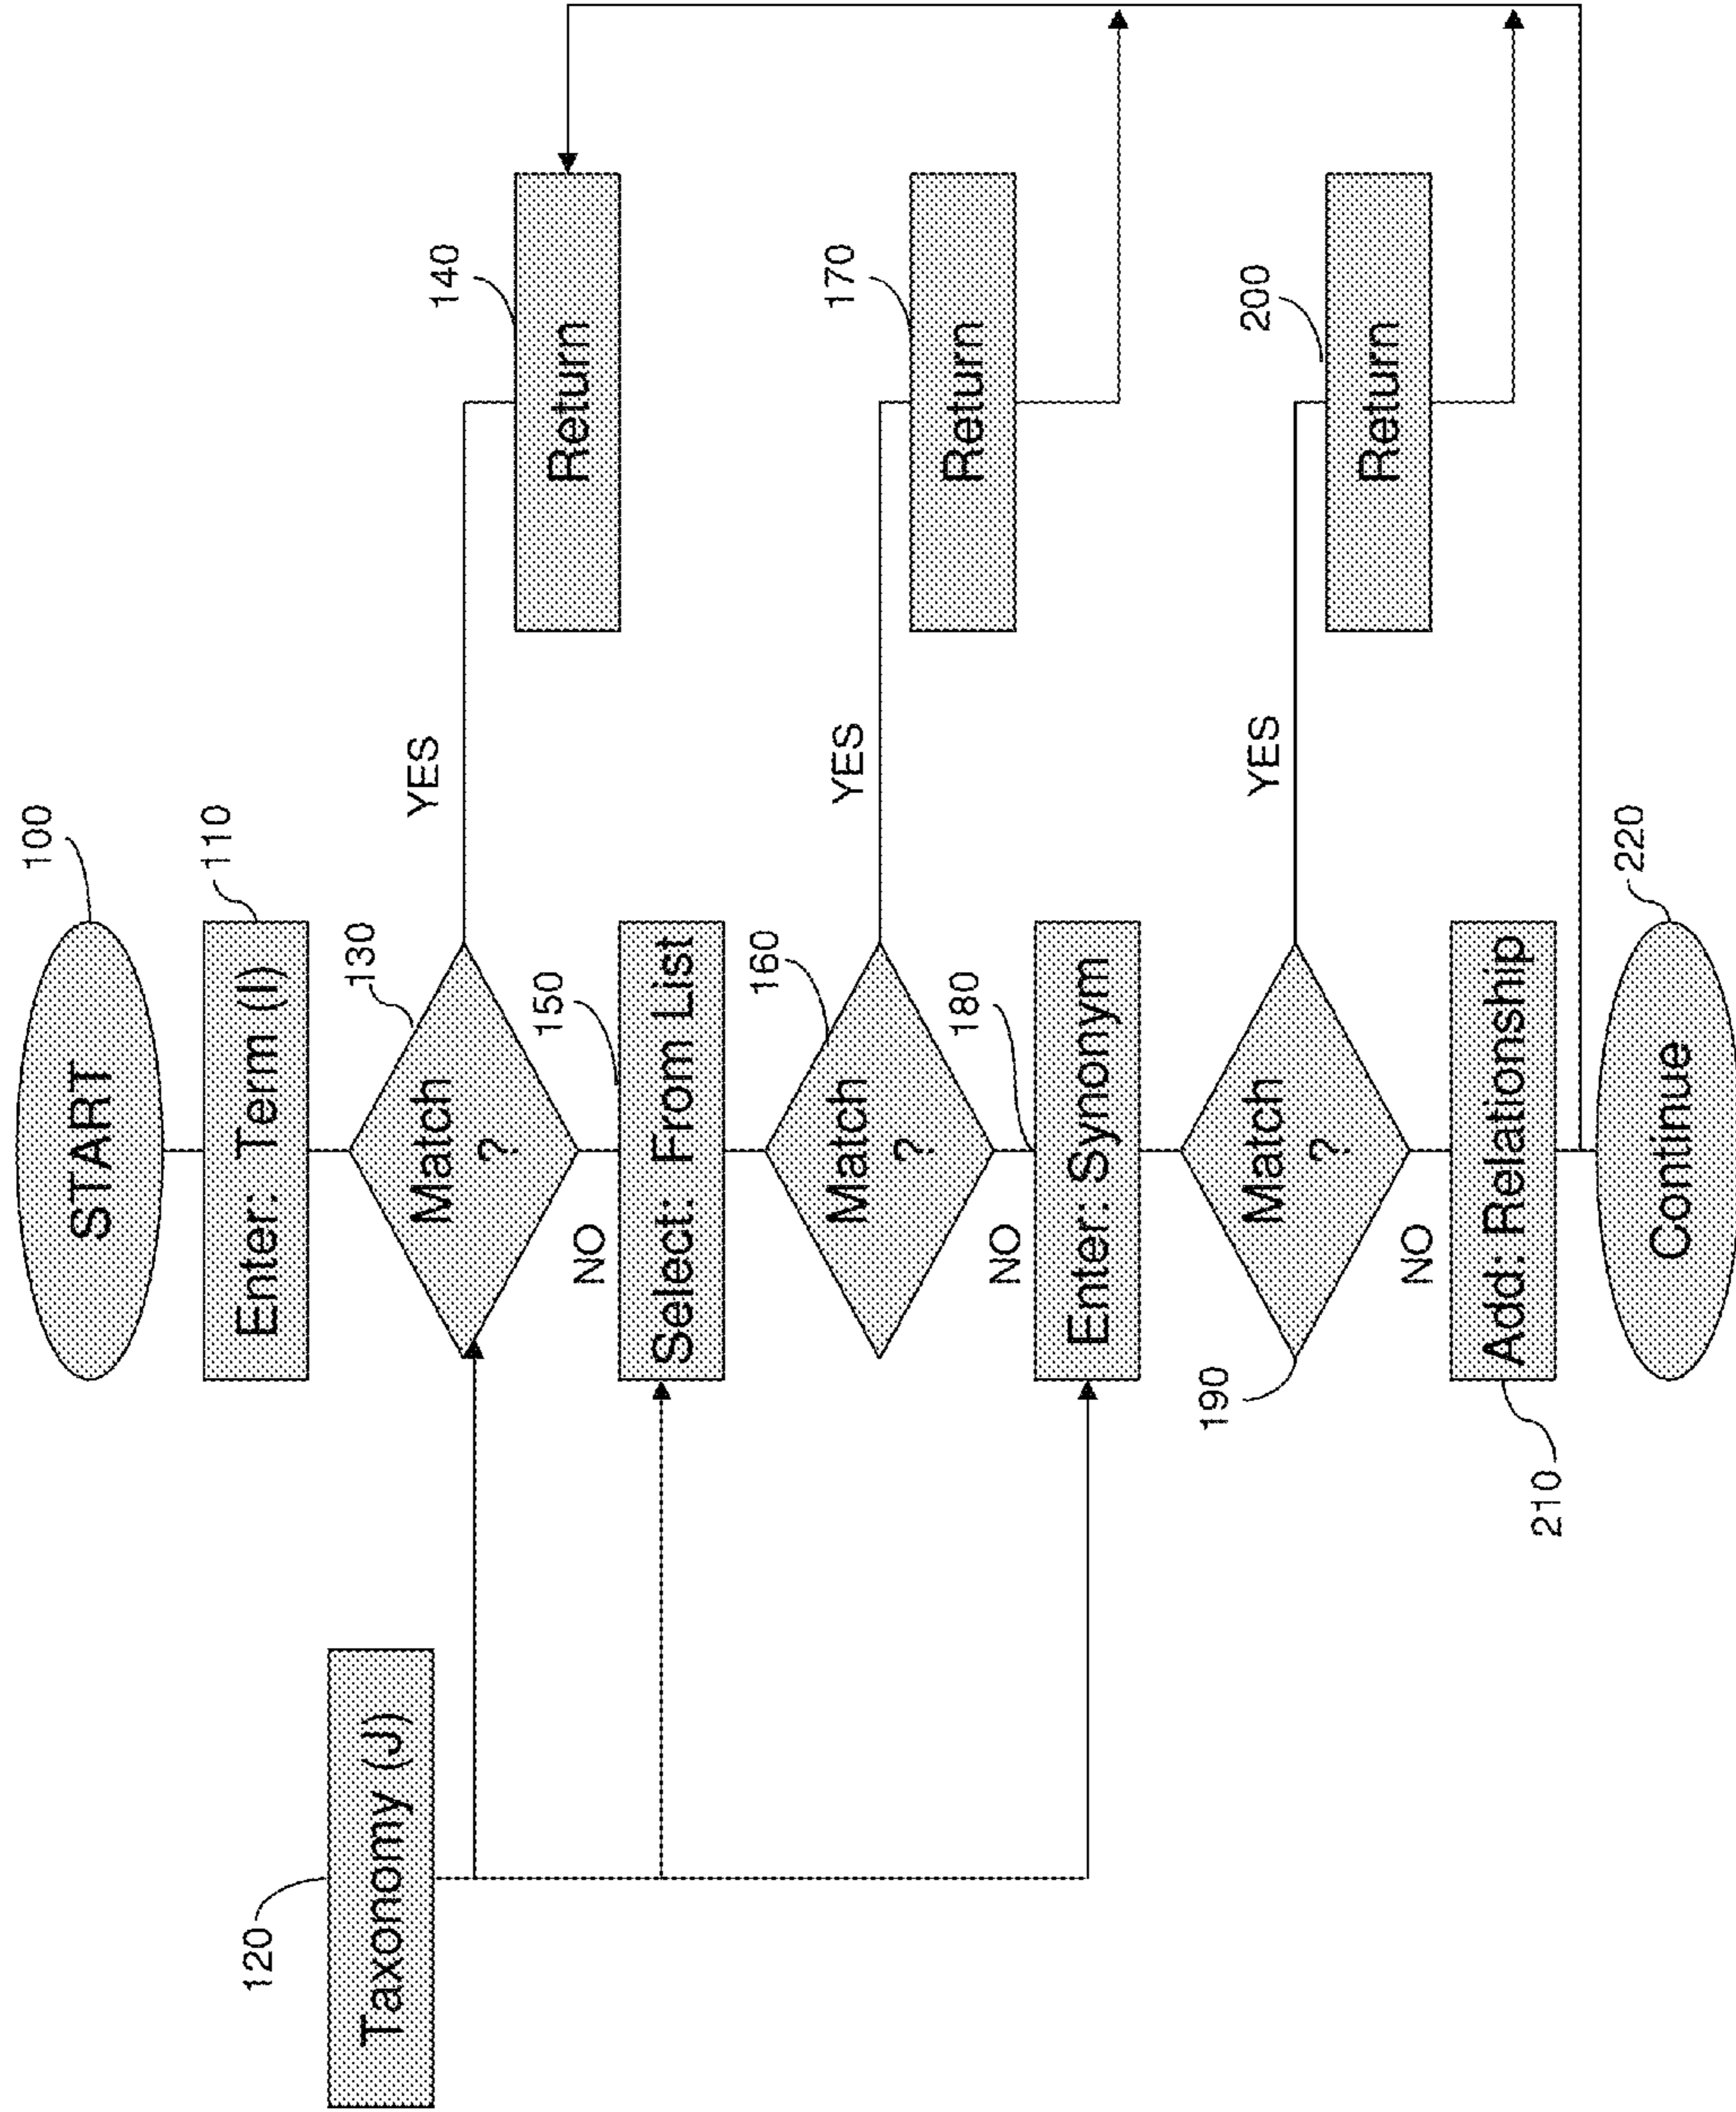 START
100
Enter: Term (I)
110
Taxonomy (J)
120
Match
?
130
YES
Return
140
NO
Select: From List
150
Match
?
160
YES
Return
170
NO
Enter: Synonym
180
Match
?
190
YES
Return
200
NO
Add: Relationship
210
Continue
220